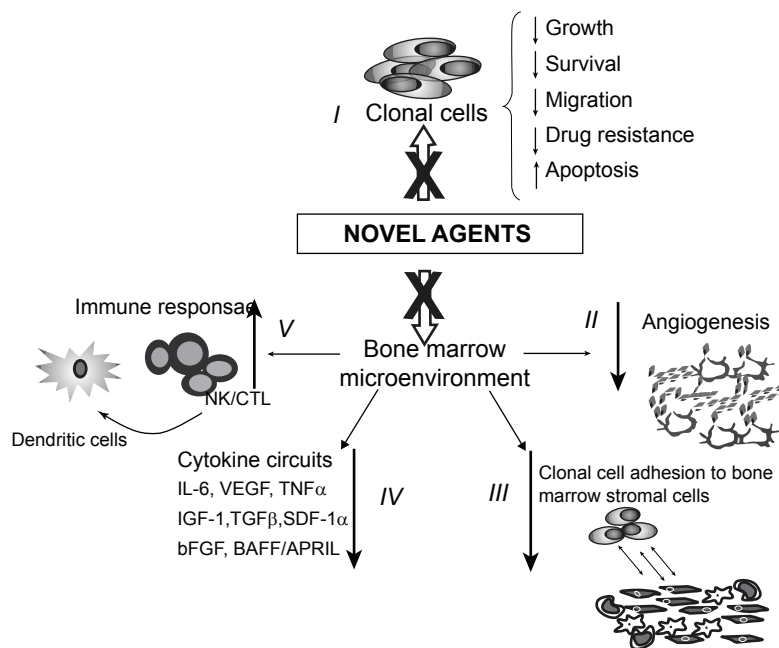 Growth
Survival
Migration
Drug resistance
Apoptosis
I Clonal cells
NOVEL AGENTS
Immune responsae
V
Bone marrow
microenvironment
II
Angiogenesis
NK/CTL
Dendritic cells
Cytokine circuits
IL-6, VEGF, TNFα
IGF-1,TGFβ,SDF-1α
bFGF, BAFF/APRIL
IV
III
Clonal cell adhesion to bone
marrow stromal cells